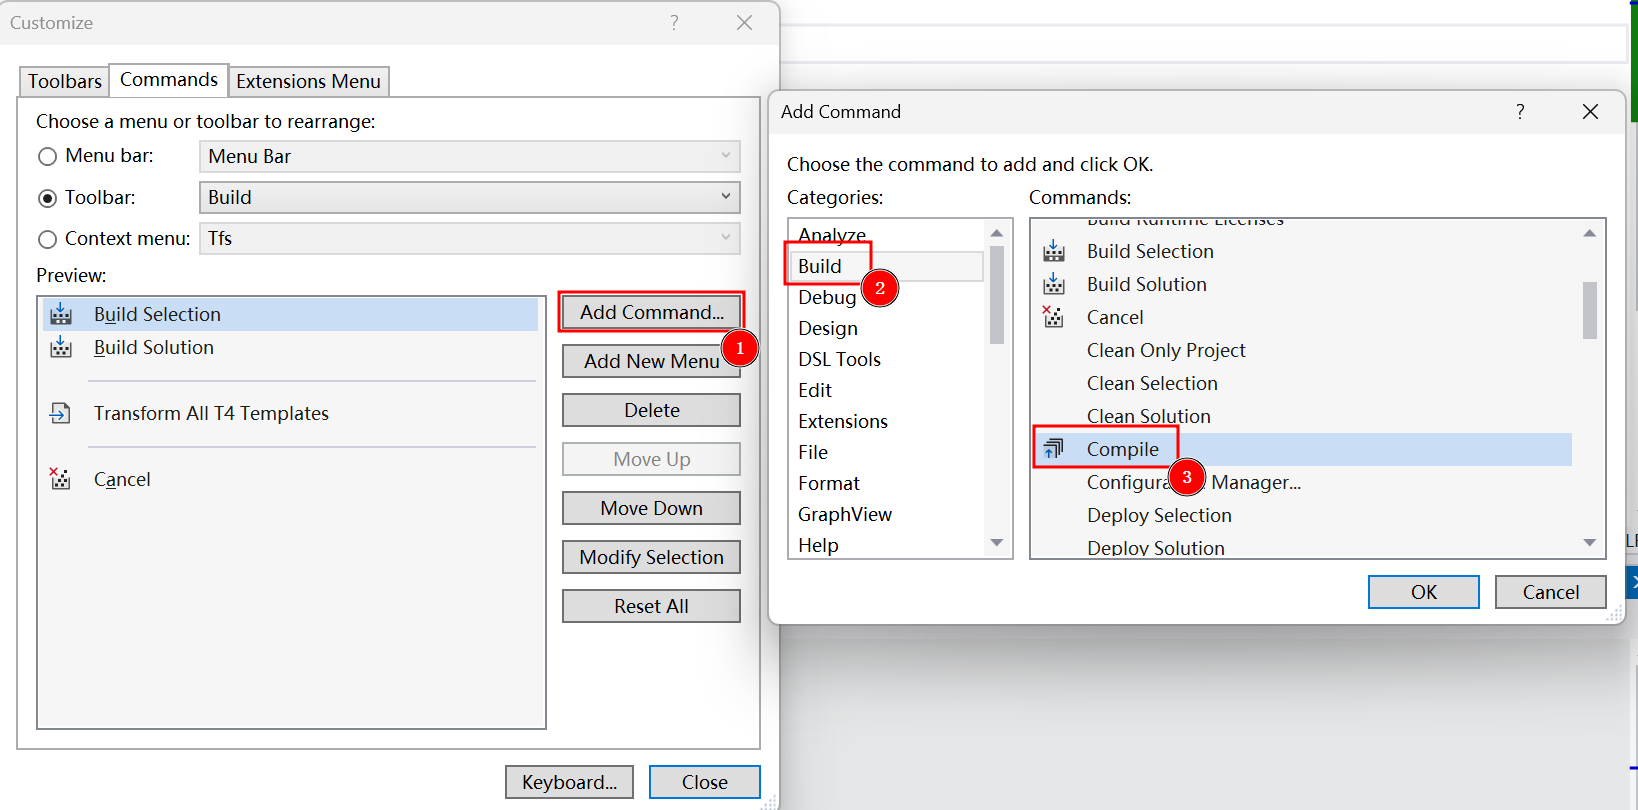 Customize
?
Toolbars
Commands
Extensions Menu
Choose a menu or toolbar to rearrange:
Menu bar:
Menu Bar
Toolbar:
Build
Context menu:
Tfs
Preview:
Build Selection
Build Solution
Transform All T4 Templates
Cancel
Add Command...
1
Add New Menu
Delete
Move Up
Move Down
Modify Selection
Reset All
Keyboard...
Close
Add Command
?
Choose the command to add and click OK.
Categories:
Analyze
Build
2
Debug
Design
DSL Tools
Edit
Extensions
File
Format
GraphView
Help
Commands:
Build Runtime Licenses
Build Selection
Build Solution
Cancel
Clean Only Project
Clean Selection
Clean Solution
Compile
3
Manager...
Deploy Selection
Deploy Solution
OK
Cancel